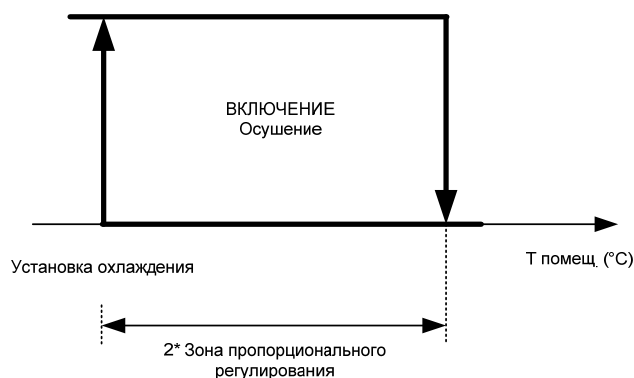 ВКЛЮЧЕНИЕ
Осушение
Установка охлаждения
Т помещ. (°C)
2* Зона пропорционального
регулирования